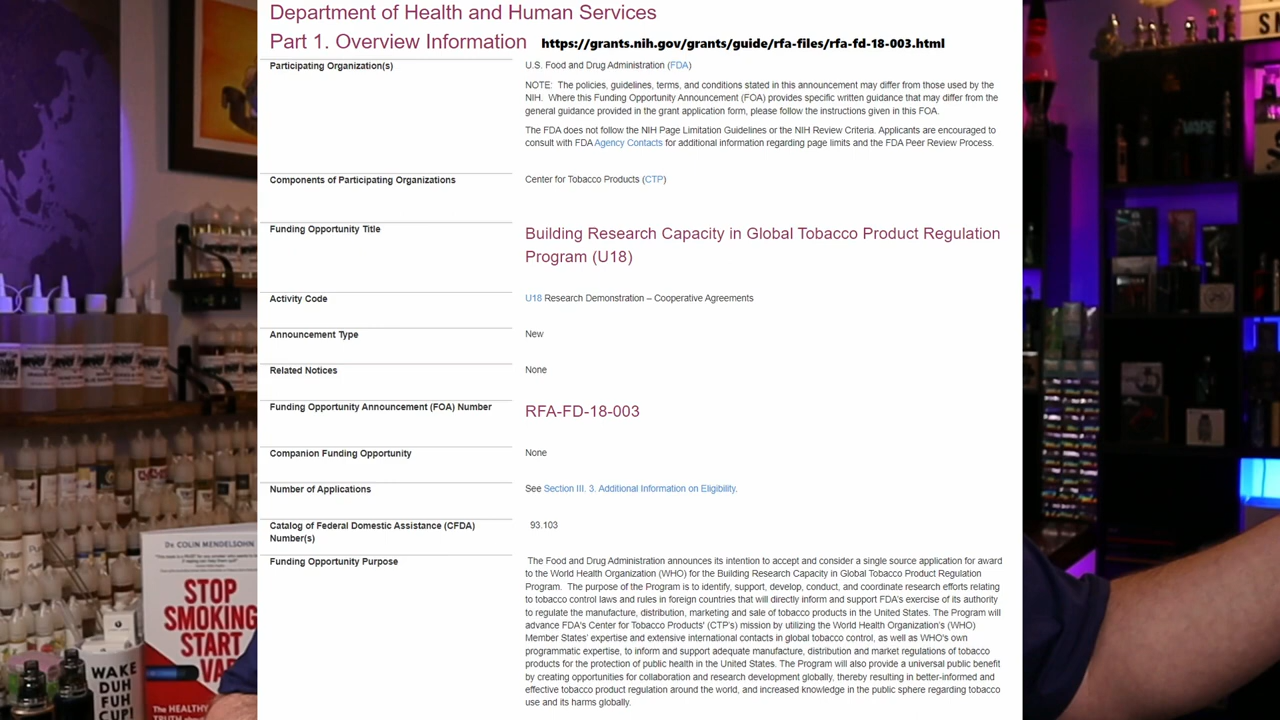 Department of Health and Human Services
Part 1. Overview Information
https://grants.nih.gov/grants/guide/rfa-files/rfa-fd-18-003.html
Participating Organization(s)
U.S. Food and Drug Administration (FDA)
NOTE: The policies, guidelines, terms, and conditions stated in this announcement may differ from those used by the
NIH. Where this Funding Opportunity Announcement (FOA) provides specific written guidance that may differ from the
general guidance provided in the grant application form, please follow the instructions given in this FOA.
The FDA does not follow the NIH Page Limitation Guidelines or the NIH Review Criteria. Applicants are encouraged to
consult with FDA Agency Contacts for additional information regarding page limits and the FDA Peer Review Process.
Components of Participating Organizations
Center for Tobacco Products (CTP)
Funding Opportunity Title
Building Research Capacity in Global Tobacco Product Regulation
Program (U18)
Activity Code
U18 Research Demonstration – Cooperative Agreements
Announcement Type
New
Related Notices
None
Funding Opportunity Announcement (FOA) Number
RFA-FD-18-003
Companion Funding Opportunity
None
Number of Applications
See Section III. 3. Additional Information on Eligibility.
Catalog of Federal Domestic Assistance (CFDA)
Number(s)
93.103
Funding Opportunity Purpose
The Food and Drug Administration announces its intention to accept and consider a single source application for award
to the World Health Organization (WHO) for the Building Research Capacity in Global Tobacco Product Regulation
Program. The purpose of the Program is to identify, support, develop, conduct, and coordinate research efforts relating
to tobacco control laws and rules in foreign countries that will directly inform and support FDA's exercise of its authority
to regulate the manufacture, distribution, marketing and sale of tobacco products in the United States. The Program will
advance FDA's Center for Tobacco Products' (CTP's) mission by utilizing the World Health Organization's (WHO)
Member States' expertise and extensive international contacts in global tobacco control, as well as WHO's own
programmatic expertise, to inform and support adequate manufacture, distribution and market regulations of tobacco
products for the protection of public health in the United States. The Program will also provide a universal public benefit
by creating opportunities for collaboration and research development globally, thereby resulting in better-informed and
effective tobacco product regulation around the world, and increased knowledge in the public sphere regarding tobacco
use and its harms globally.
DR COLIN MENDELSOHN
STOP
SMOKING
START
VA
The HEALTHY
WAKE
DUH
FUH
CUP!
VAPE